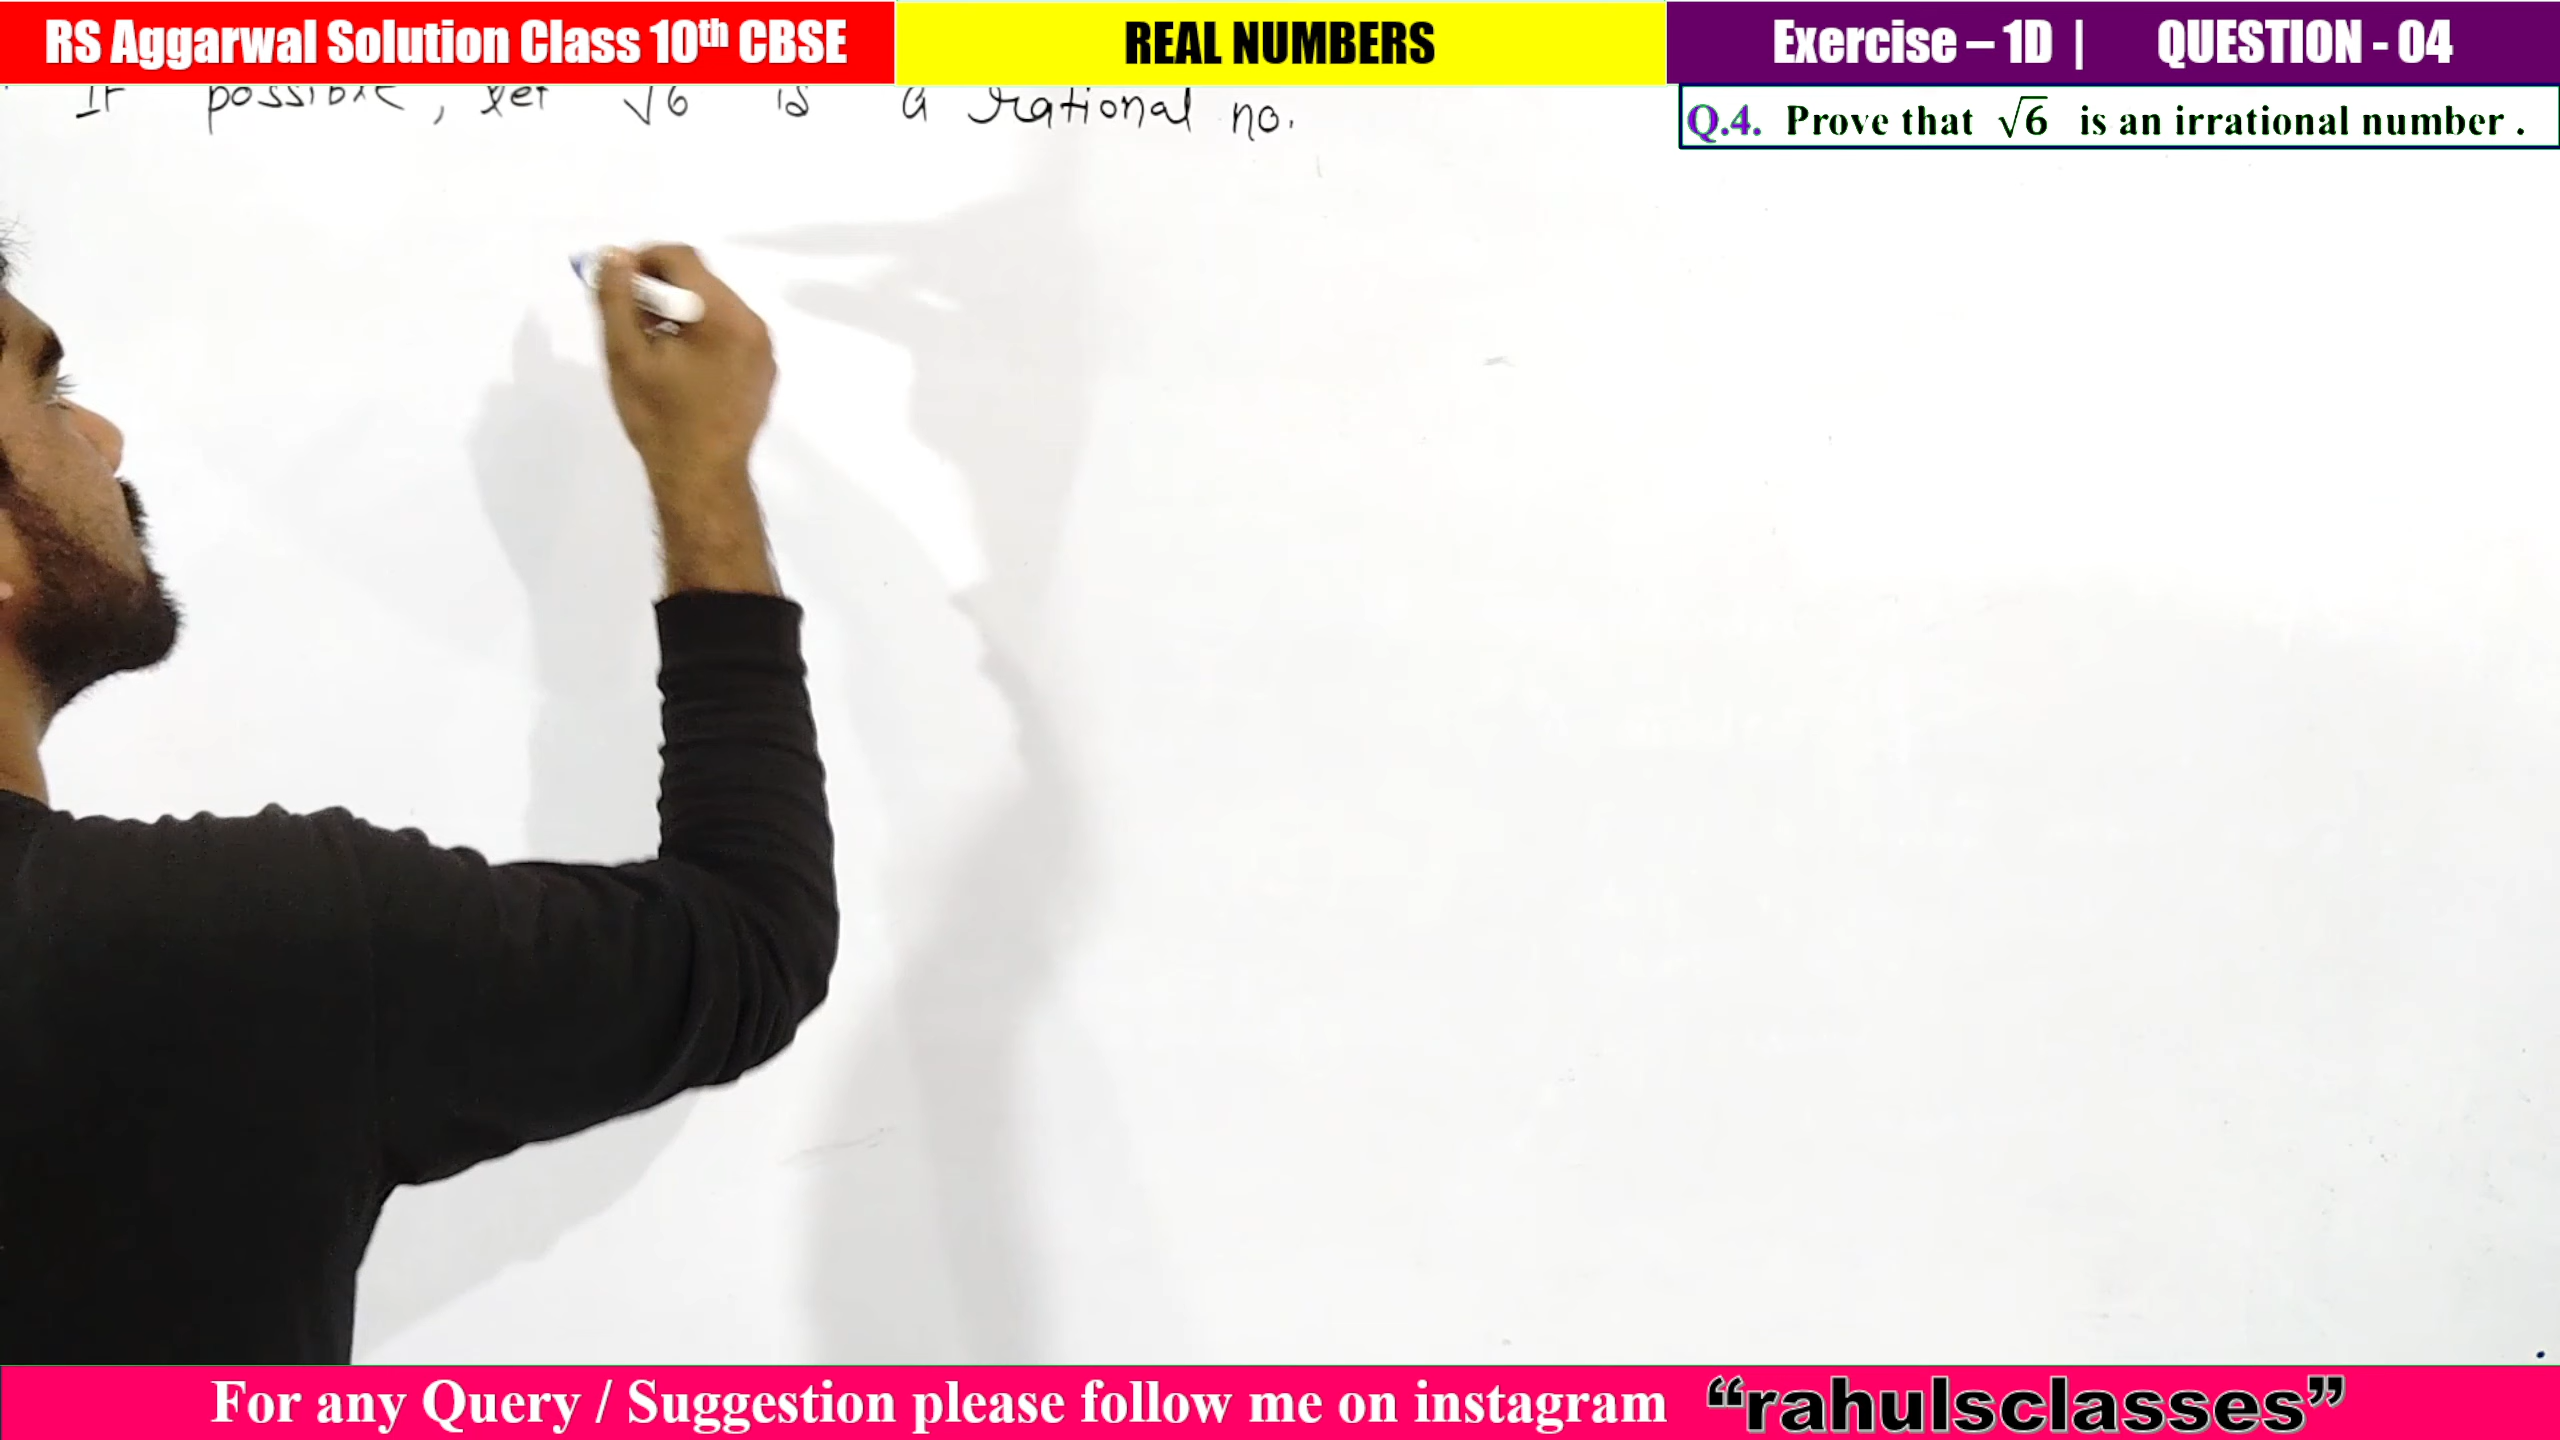 RS Aggarwal Solution Class 10th CBSE
REAL NUMBERS
Exercise – 1D | QUESTION - 04
If possible, let √6 is a rational no.
Q.4. Prove that √6 is an irrational number .
For any Query / Suggestion please follow me on instagram “rahulsclasses”